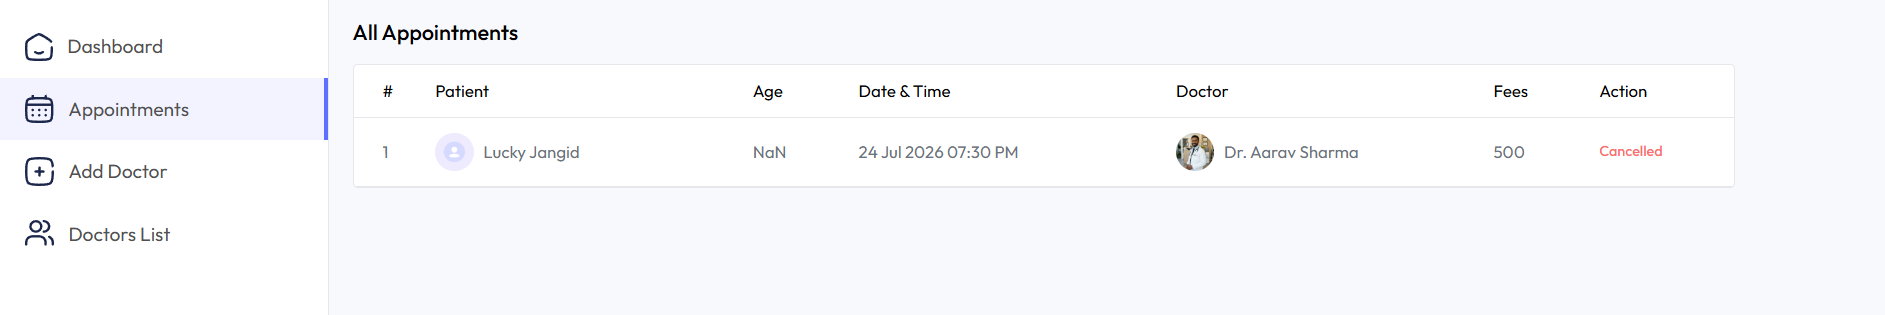 Dashboard
Appointments
Add Doctor
Doctors List
All Appointments
# Patient Age Date & Time Doctor Fees Action
1 Lucky Jangid NaN 24 Jul 2026 07:30 PM Dr. Aarav Sharma 500 Cancelled